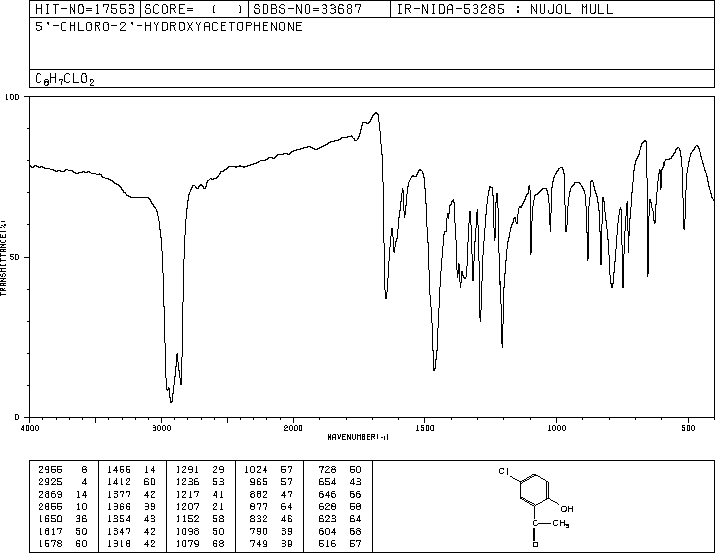 HIT-NO=17553 SCORE= ( ) SDBS-NO=33687 IR-NIDA-53285 : NUJOL MULL
5'-CHLORO-2'-HYDROXYACETOPHENONE
C8H7CLO2
100
50
0
TRANSMITTANCE(%)
4000 3000 2000 1500 1000 500
WAVENUMBER(-1)
2955 8 1455 14 1291 29 1024 57 728 50
2925 4 1412 60 1236 53 965 57 654 43
2869 14 1377 42 1217 41 882 47 646 66
2855 10 1366 39 1207 21 877 64 628 58
1650 36 1354 43 1152 58 832 46 623 64
1617 50 1347 42 1098 50 790 39 604 68
1578 60 1318 42 1079 68 749 39 516 57
Cl
OH
C CH3
O